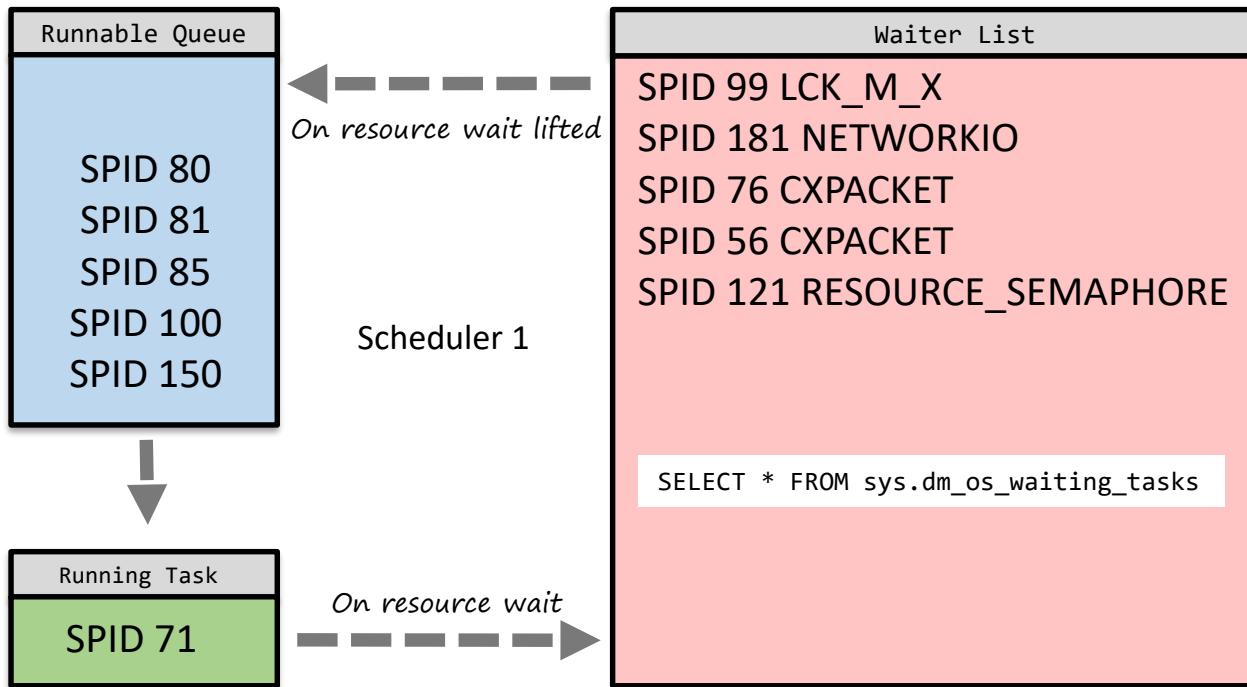 Runnable Queue
SPID 80
SPID 81
SPID 85
SPID 100
SPID 150
On resource wait lifted
Waiter List
SPID 99 LCK_M_X
SPID 181 NETWORKIO
SPID 76 CXPACKET
SPID 56 CXPACKET
SPID 121 RESOURCE_SEMAPHORE
SELECT * FROM sys.dm_os_waiting_tasks
Scheduler 1
Running Task
SPID 71
On resource wait